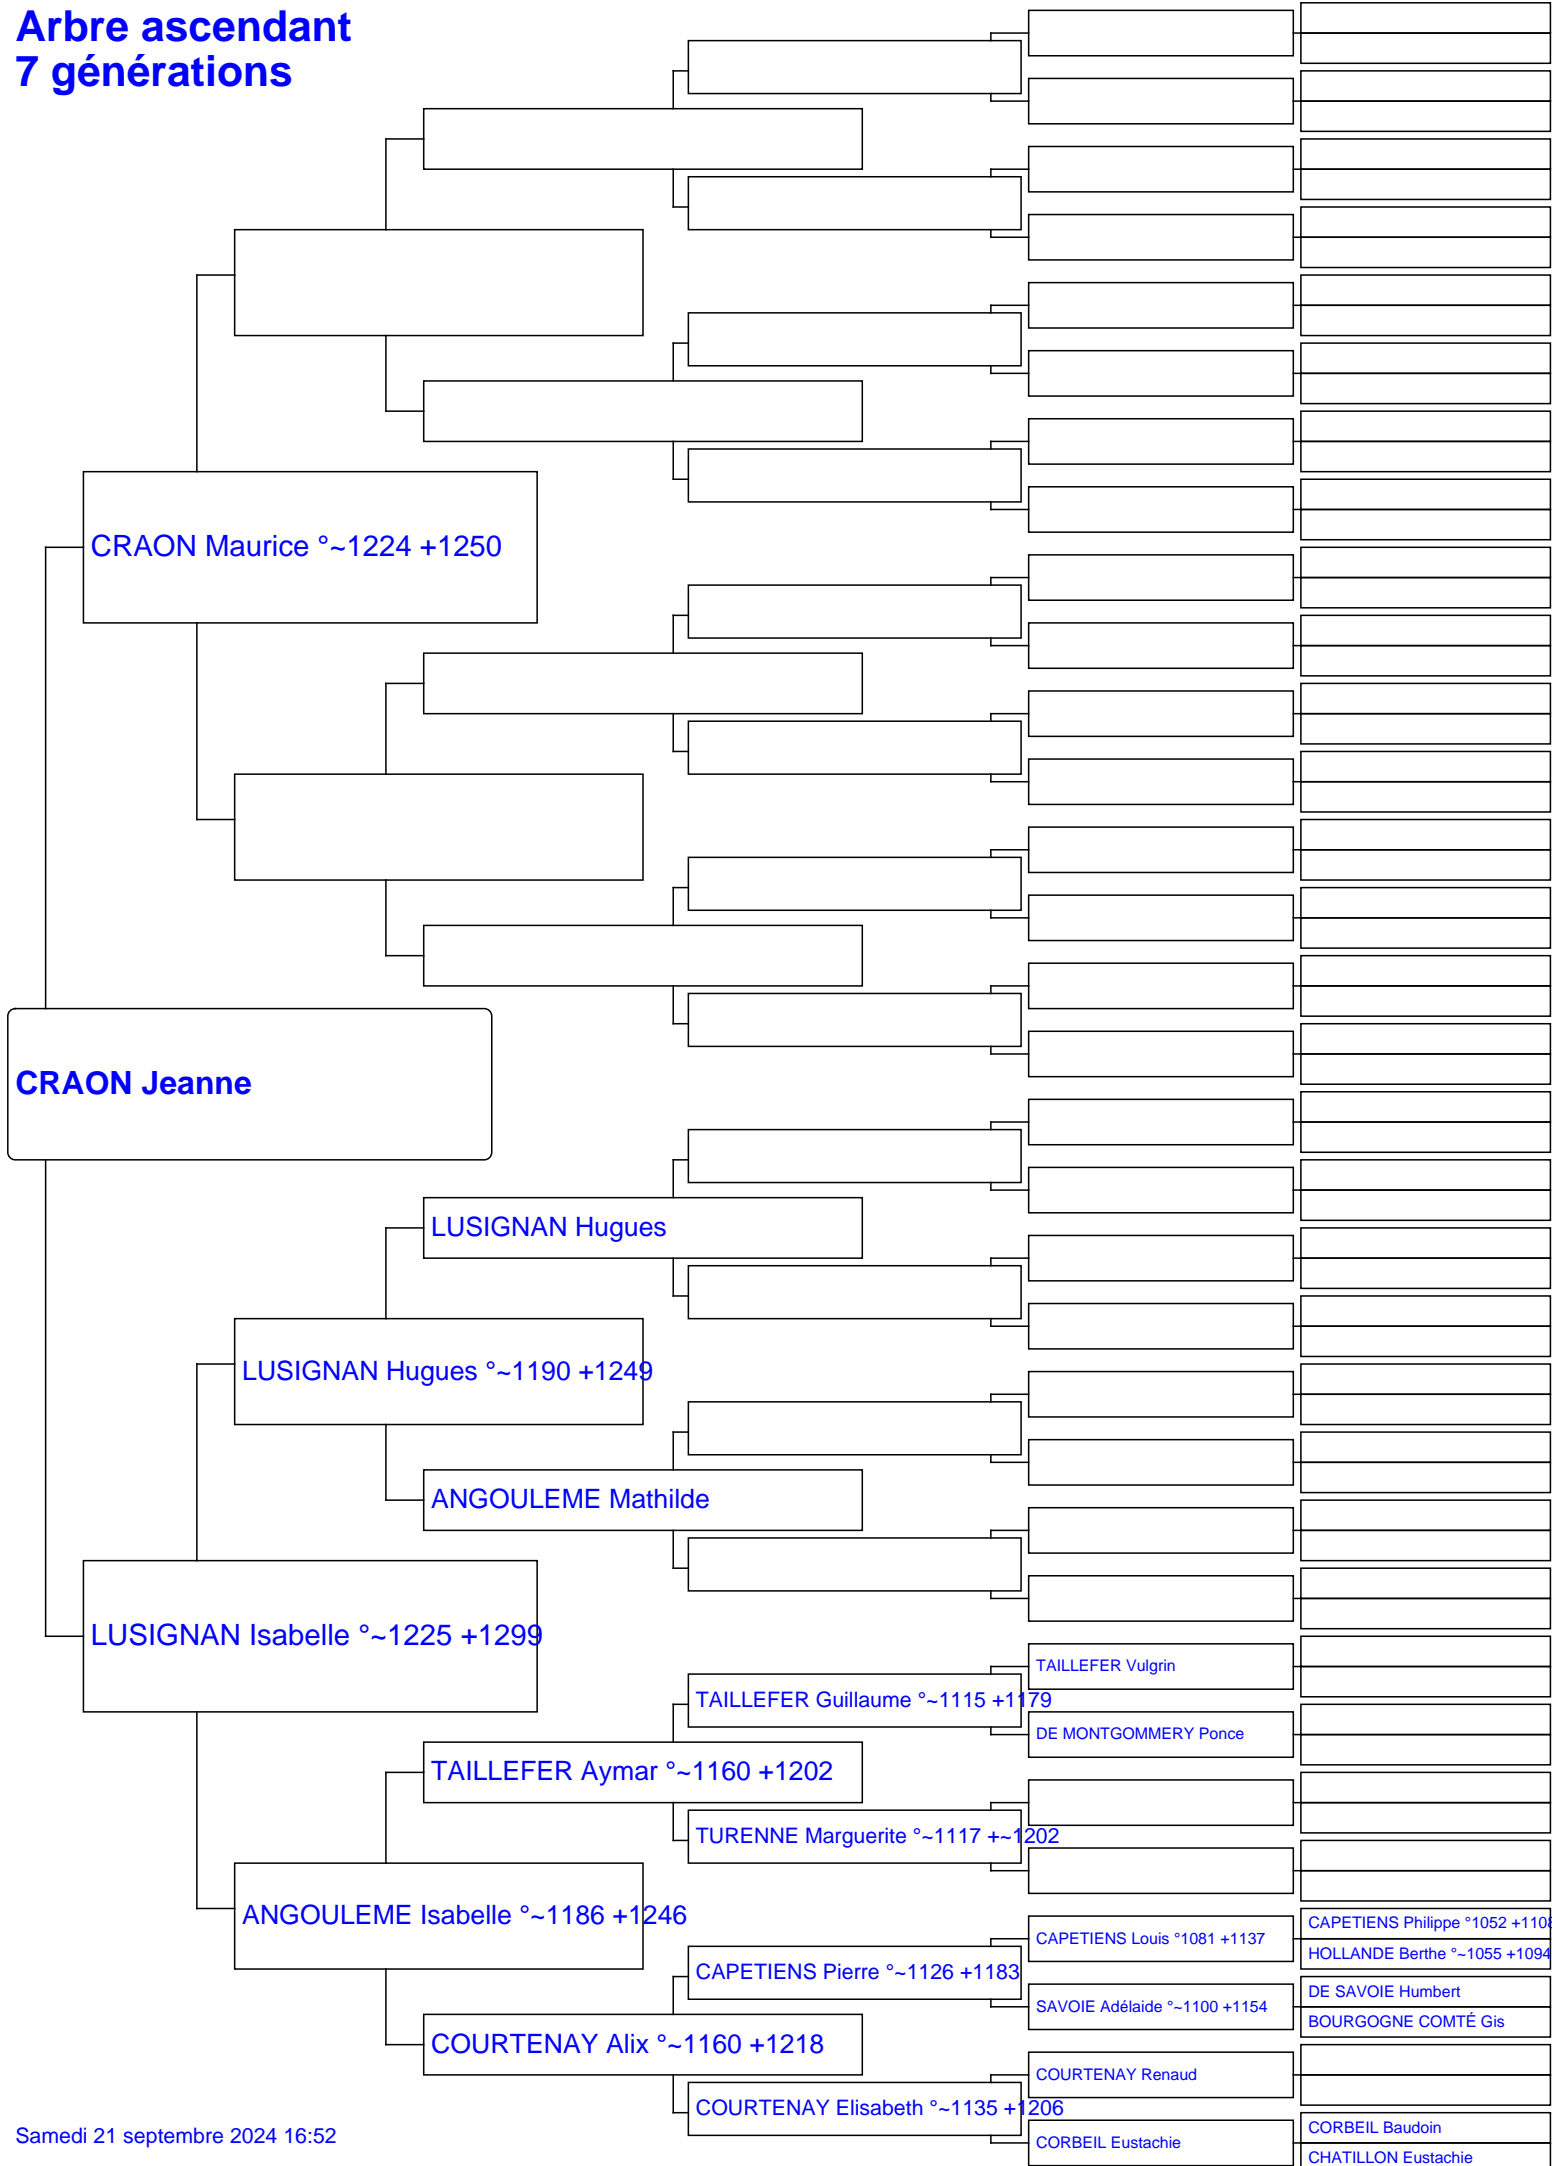 Arbre ascendant
7 générations
CRAON Maurice °~1224 +1250
CRAON Jeanne
LUSIGNAN Hugues
LUSIGNAN Hugues °~1190 +1249
ANGOULEME Mathilde
LUSIGNAN Isabelle °~1225 +1299
TAILLEFER Vulgrin
TAILLEFER Guillaume °~1115 +1179
DE MONTGOMMERY Ponce
TAILLEFER Aymar °~1160 +1202
TURENNE Marguerite °~1117 +~1202
ANGOULEME Isabelle °~1186 +1246
CAPETIENS Philippe °1052 +1108
CAPETIENS Louis °1081 +1137
HOLLANDE Berthe °~1055 +1094
CAPETIENS Pierre °~1126 +1183
DE SAVOIE Humbert
SAVOIE Adélaide °~1100 +1154
BOURGOGNE COMTÉ Gis
COURTENAY Alix °~1160 +1218
COURTENAY Renaud
COURTENAY Elisabeth °~1135 +1206
CORBEIL Baudoin
CORBEIL Eustachie
CHATILLON Eustachie
Samedi 21 septembre 2024 16:52